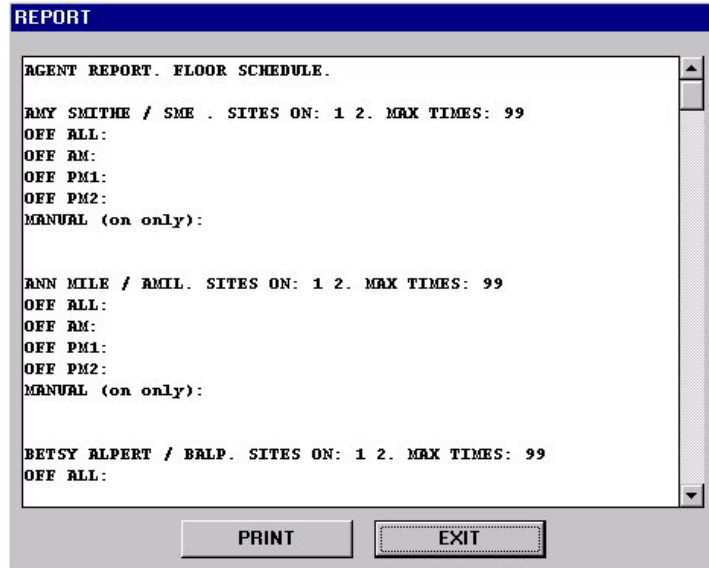 REPORT
AGENT REPORT. FLOOR SCHEDULE.
AMY SMITHE / SME . SITES ON: 1 2. MAX TIMES: 99
OFF ALL:
OFF AM:
OFF PM1:
OFF PM2:
MANUAL (on only):
ANN MILE / AMIL. SITES ON: 1 2. MAX TIMES: 99
OFF ALL:
OFF AM:
OFF PM1:
OFF PM2:
MANUAL (on only):
BETSY ALPERT / BALP. SITES ON: 1 2. MAX TIMES: 99
OFF ALL:
PRINT EXIT